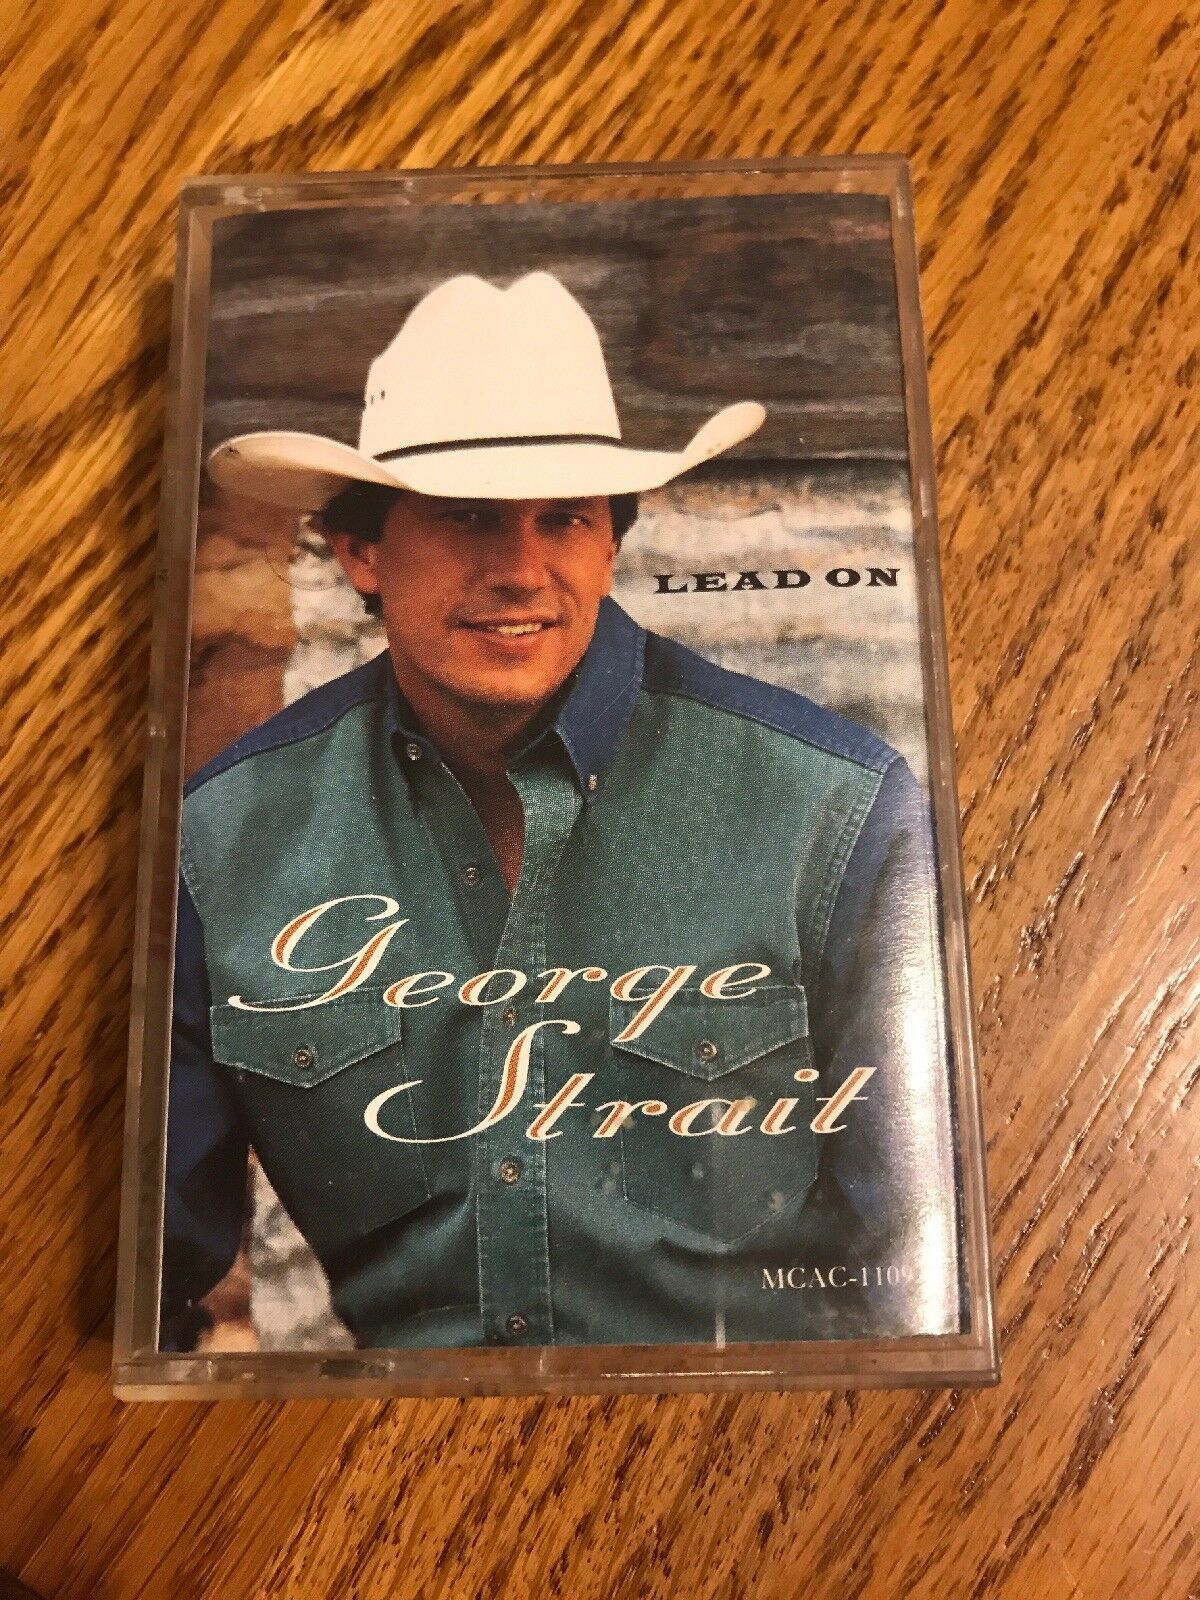 LEAD ON
George
Strait
MCAC-1109